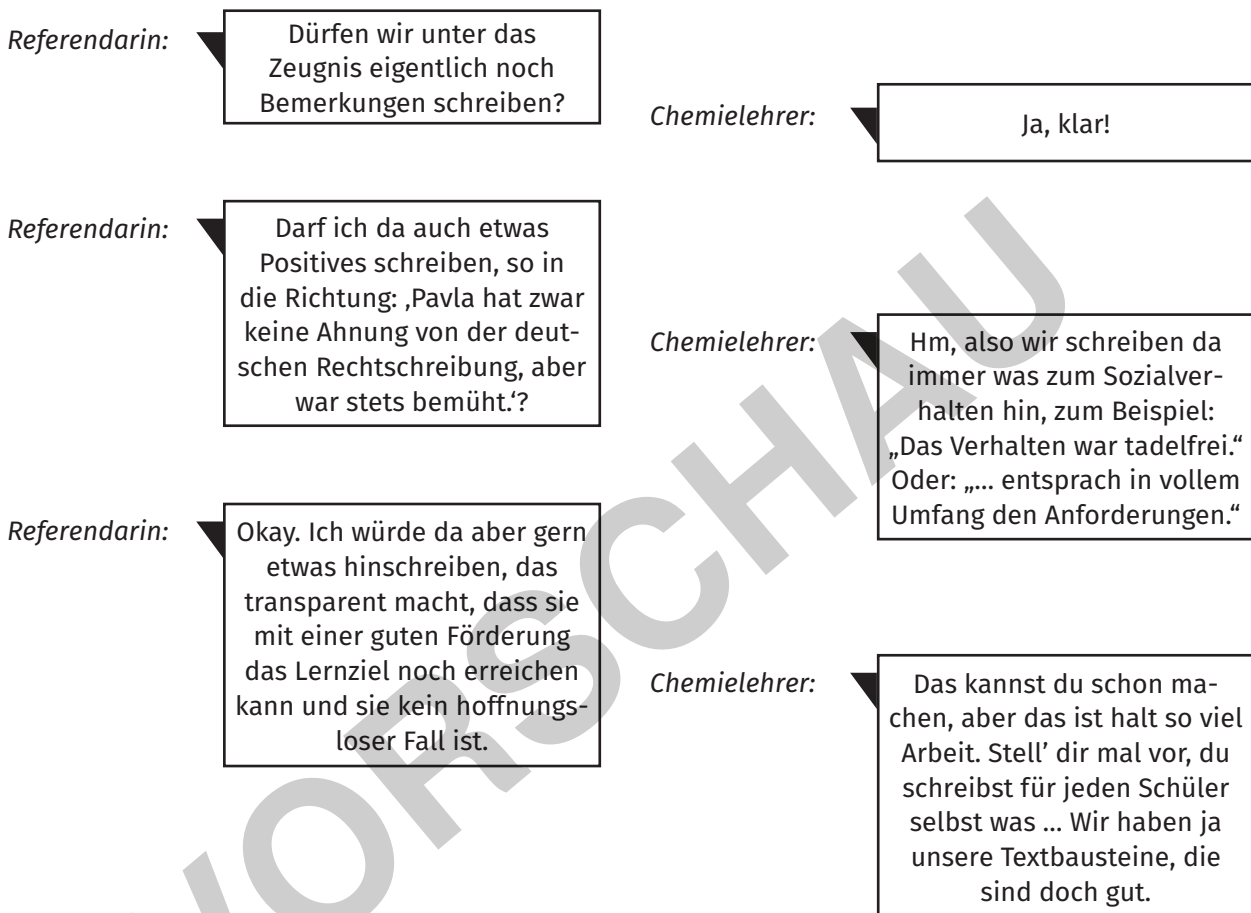 Referendarin:
Dürfen wir unter das
Zeugnis eigentlich noch
Bemerkungen schreiben?
Chemielehrer:
Ja, klar!
Referendarin:
Darf ich da auch etwas
Positives schreiben, so in
die Richtung: ‚Pavla hat zwar
keine Ahnung von der deut-
schen Rechtschreibung, aber
war stets bemüht.‘?
Chemielehrer:
Hm, also wir schreiben da
immer was zum Sozialver-
halten hin, zum Beispiel:
„Das Verhalten war tadelfrei.“
Oder: „... entsprach in vollem
Umfang den Anforderungen.“
Referendarin:
Okay. Ich würde da aber gern
etwas hinschreiben, das
transparent macht, dass sie
mit einer guten Förderung
das Lernziel noch erreichen
kann und sie kein hoffnungs-
loser Fall ist.
Chemielehrer:
Das kannst du schon ma-
chen, aber das ist halt so viel
Arbeit. Stell’ dir mal vor, du
schreibst für jeden Schüler
selbst was ... Wir haben ja
unsere Textbausteine, die
sind doch gut.
VORSCHAU